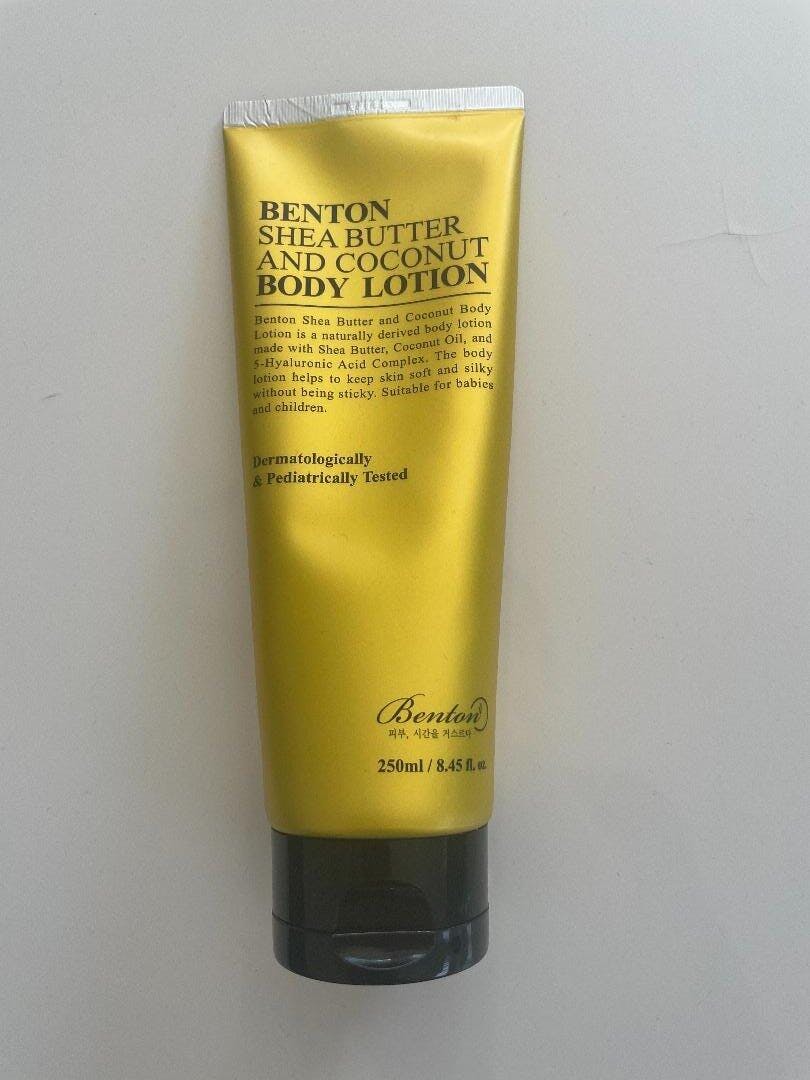 BENTON
SHEA BUTTER
AND COCONUT
BODY LOTION
Benton Shea Butter and Coconut Body
Lotion is a naturally derived body lotion
made with Shea Butter, Coconut Oil, and
5-Hyaluronic Acid Complex. The body
lotion helps to keep skin soft and silky
without being sticky. Suitable for babies
and children.
Dermatologically
& Pediatrically Tested
Benton
피부, 시간을 거스르다
250ml / 8.45 fl. oz.